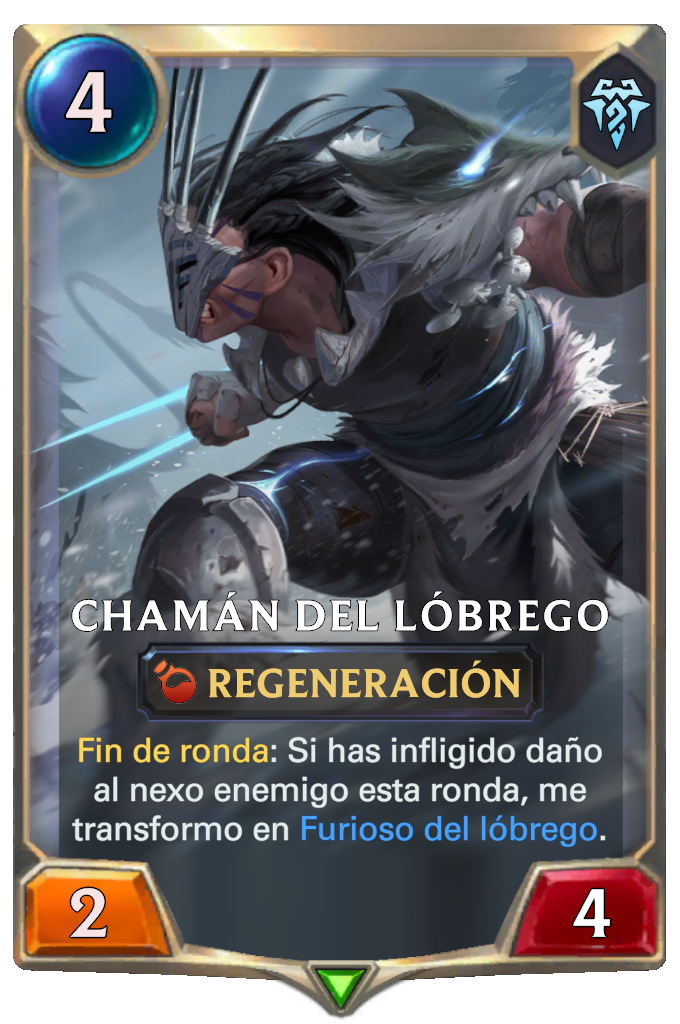 4
CHAMÁN DEL LÓBREGO
REGENERACIÓN
Fin de ronda: Si has infligido daño
al nexo enemigo esta ronda, me
transformo en Furioso del lóbrego.
2
4